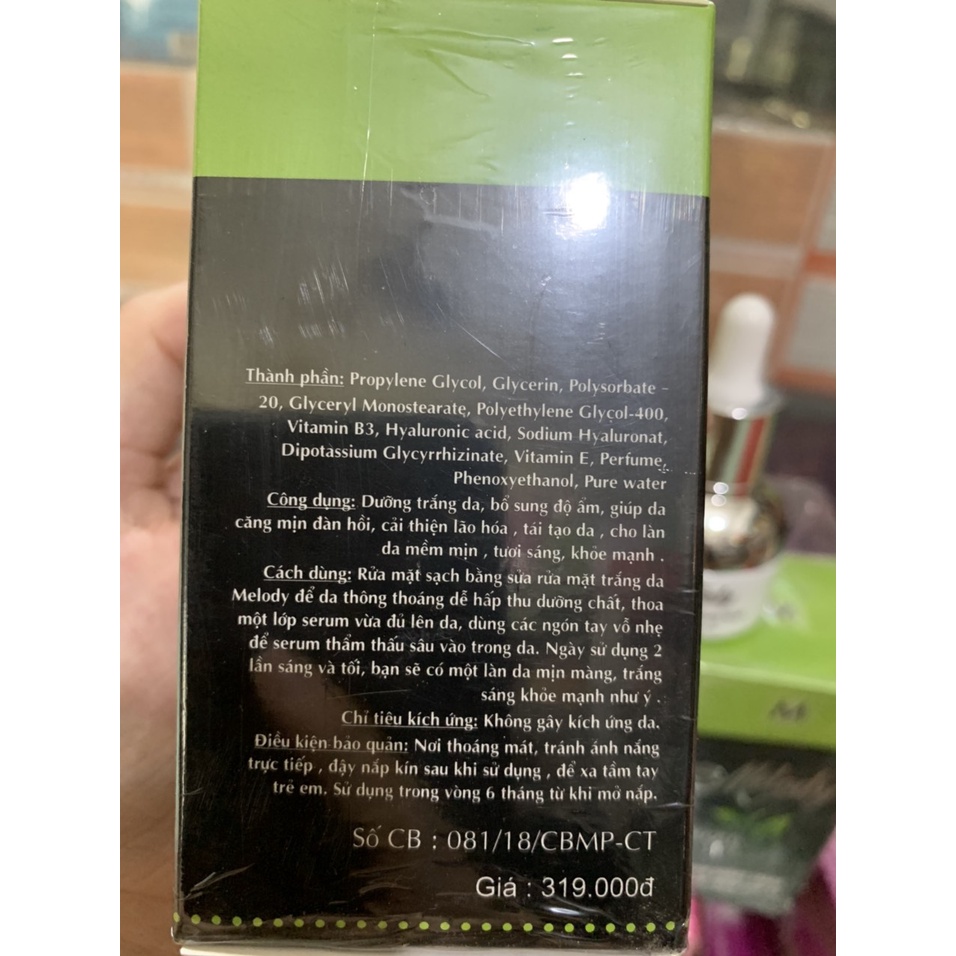 Thành phần: Propylene Glycol, Glycerin, Polysorbate –
20, Glyceryl Monostearate, Polyethylene Glycol-400,
Vitamin B3, Hyaluronic acid, Sodium Hyaluronat,
Dipotassium Glycyrrhizinate, Vitamin E, Perfume,
Phenoxyethanol, Pure water
Công dụng: Dưỡng trắng da, bổ sung độ ẩm, giúp da
căng mịn đàn hồi, cải thiện lão hóa , tái tạo da , cho làn
da mềm mịn , tươi sáng, khỏe mạnh .
Cách dùng: Rửa mặt sạch bằng sửa rửa mặt trắng da
Melody để da thông thoáng dễ hấp thu dưỡng chất, thoa
một lớp serum vừa đủ lên da, dùng các ngón tay vỗ nhẹ
để serum thẩm thấu sâu vào trong da. Ngày sử dụng 2
lần sáng và tối, bạn sẽ có một làn da mịn màng, trắng
sáng khỏe mạnh như ý .
Chỉ tiêu kích ứng: Không gây kích ứng da.
Điều kiện bảo quản: Nơi thoáng mát, tránh ánh nắng
trực tiếp , đậy nắp kín sau khi sử dụng , để xa tầm tay
trẻ em. Sử dụng trong vòng 6 tháng từ khi mở nắp.
Số CB : 081/18/CBMP-CT
Giá : 319.000đ